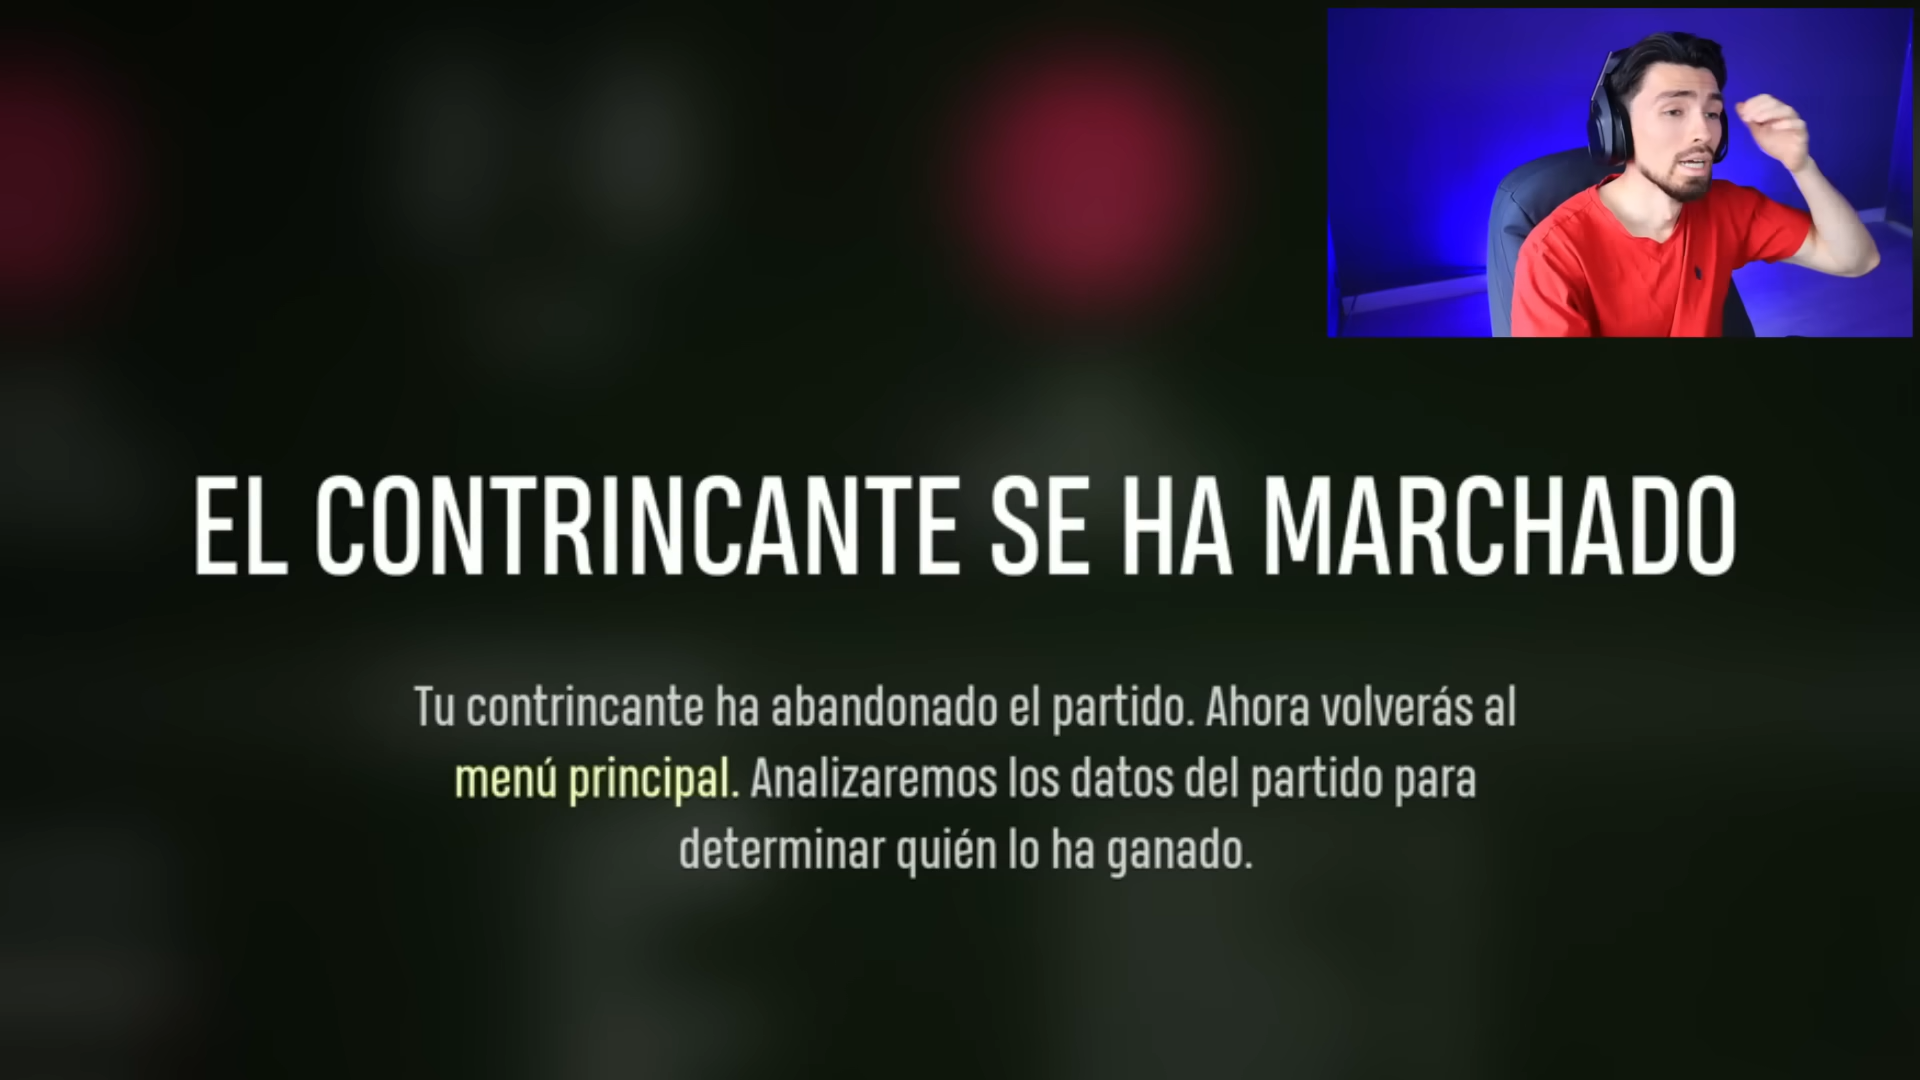 EL CONTRINCANTE SE HA MARCHADO
Tu contrincante ha abandonado el partido. Ahora volverás al
menú principal. Analizaremos los datos del partido para
determinar quién lo ha ganado.